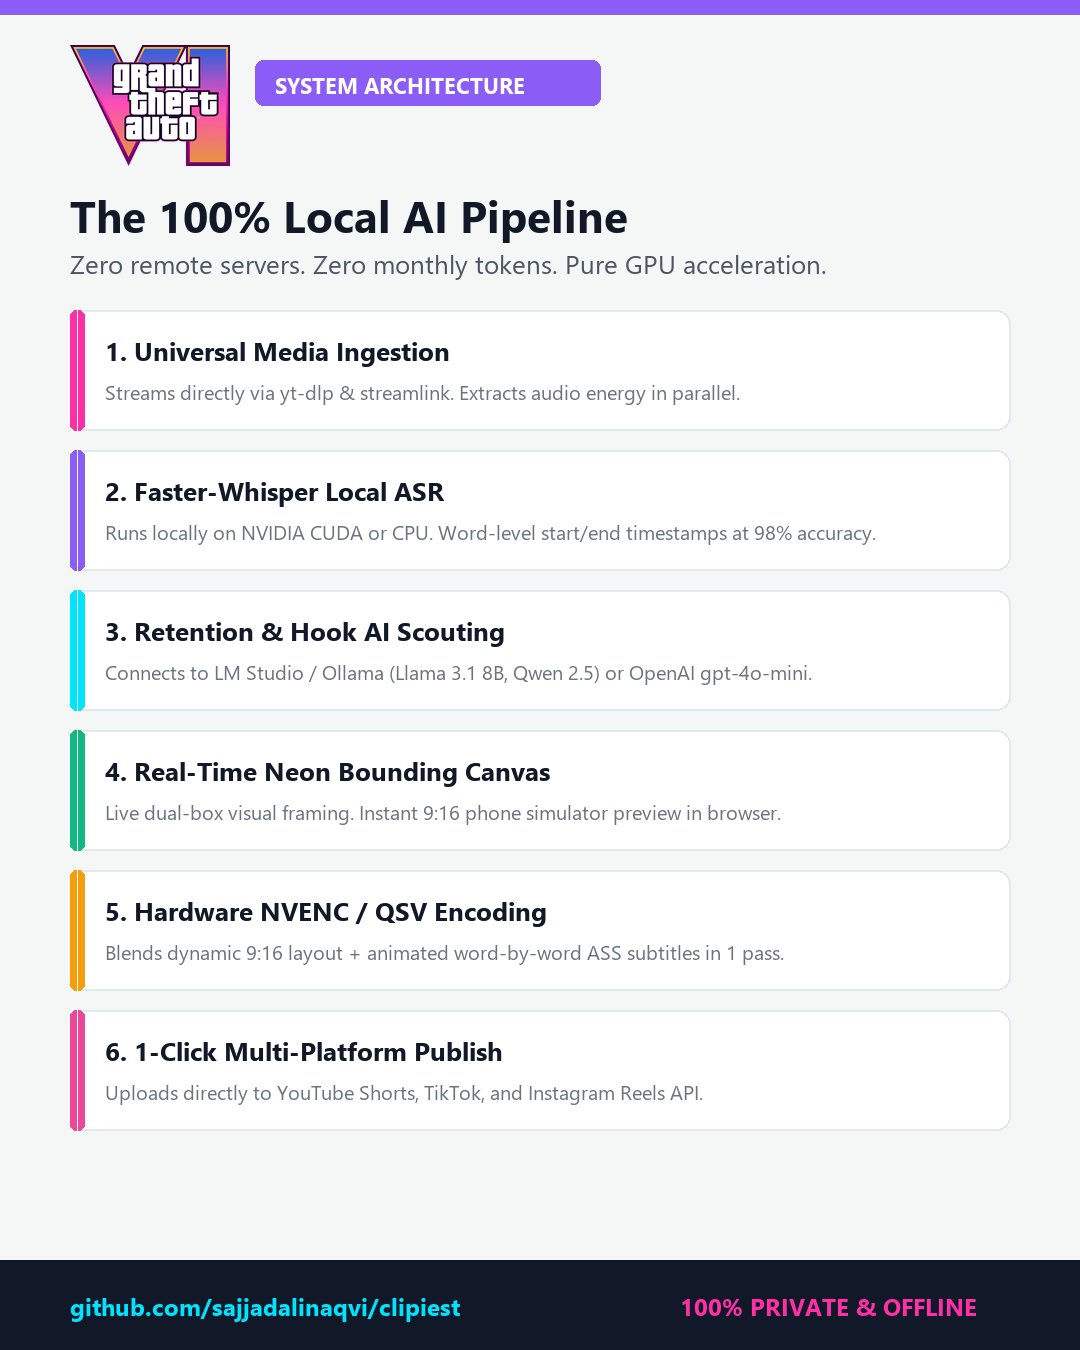 grand
theft
auto
VI
SYSTEM ARCHITECTURE
The 100% Local AI Pipeline
Zero remote servers. Zero monthly tokens. Pure GPU acceleration.
1. Universal Media Ingestion
Streams directly via yt-dlp & streamlink. Extracts audio energy in parallel.
2. Faster-Whisper Local ASR
Runs locally on NVIDIA CUDA or CPU. Word-level start/end timestamps at 98% accuracy.
3. Retention & Hook AI Scouting
Connects to LM Studio / Ollama (Llama 3.1 8B, Qwen 2.5) or OpenAI gpt-4o-mini.
4. Real-Time Neon Bounding Canvas
Live dual-box visual framing. Instant 9:16 phone simulator preview in browser.
5. Hardware NVENC / QSV Encoding
Blends dynamic 9:16 layout + animated word-by-word ASS subtitles in 1 pass.
6. 1-Click Multi-Platform Publish
Uploads directly to YouTube Shorts, TikTok, and Instagram Reels API.
github.com/sajjadalinaqvi/clipiest
100% PRIVATE & OFFLINE